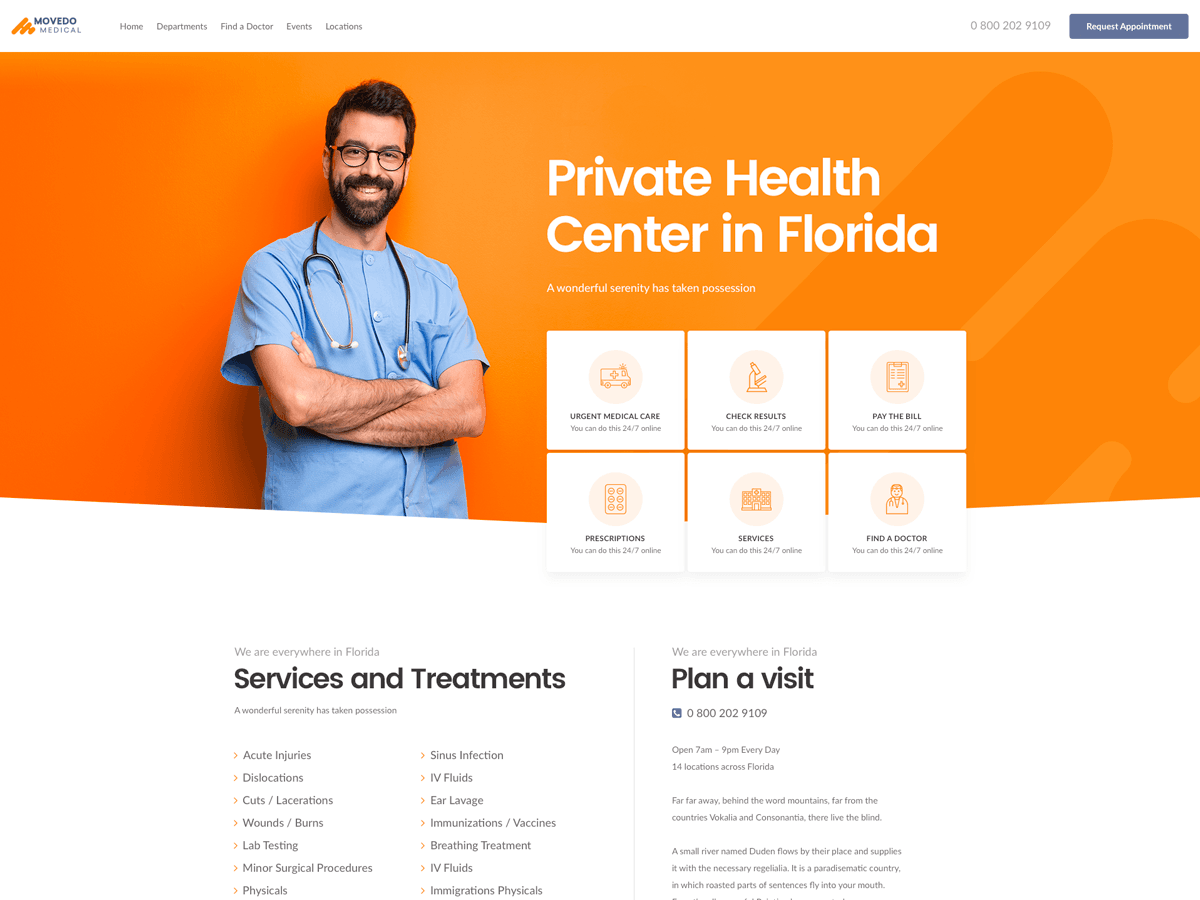 MOVEDO
MEDICAL
Home Departments Find a Doctor Events Locations
0 800 202 9109
Request Appointment
Private Health
Center in Florida
A wonderful serenity has taken possession
URGENT MEDICAL CARE
You can do this 24/7 online
CHECK RESULTS
You can do this 24/7 online
PAY THE BILL
You can do this 24/7 online
PRESCRIPTIONS
You can do this 24/7 online
SERVICES
You can do this 24/7 online
FIND A DOCTOR
You can do this 24/7 online
We are everywhere in Florida
Services and Treatments
A wonderful serenity has taken possession
Acute Injuries
Dislocations
Cuts / Lacerations
Wounds / Burns
Lab Testing
Minor Surgical Procedures
Physicals
Sinus Infection
IV Fluids
Ear Lavage
Immunizations / Vaccines
Breathing Treatment
IV Fluids
Immigrations Physicals
We are everywhere in Florida
Plan a visit
0 800 202 9109
Open 7am – 9pm Every Day
14 locations across Florida
Far far away, behind the word mountains, far from the
countries Vokalia and Consonantia, there live the blind.
A small river named Duden flows by their place and supplies
it with the necessary regelialia. It is a paradisematic country,
in which roasted parts of sentences fly into your mouth.